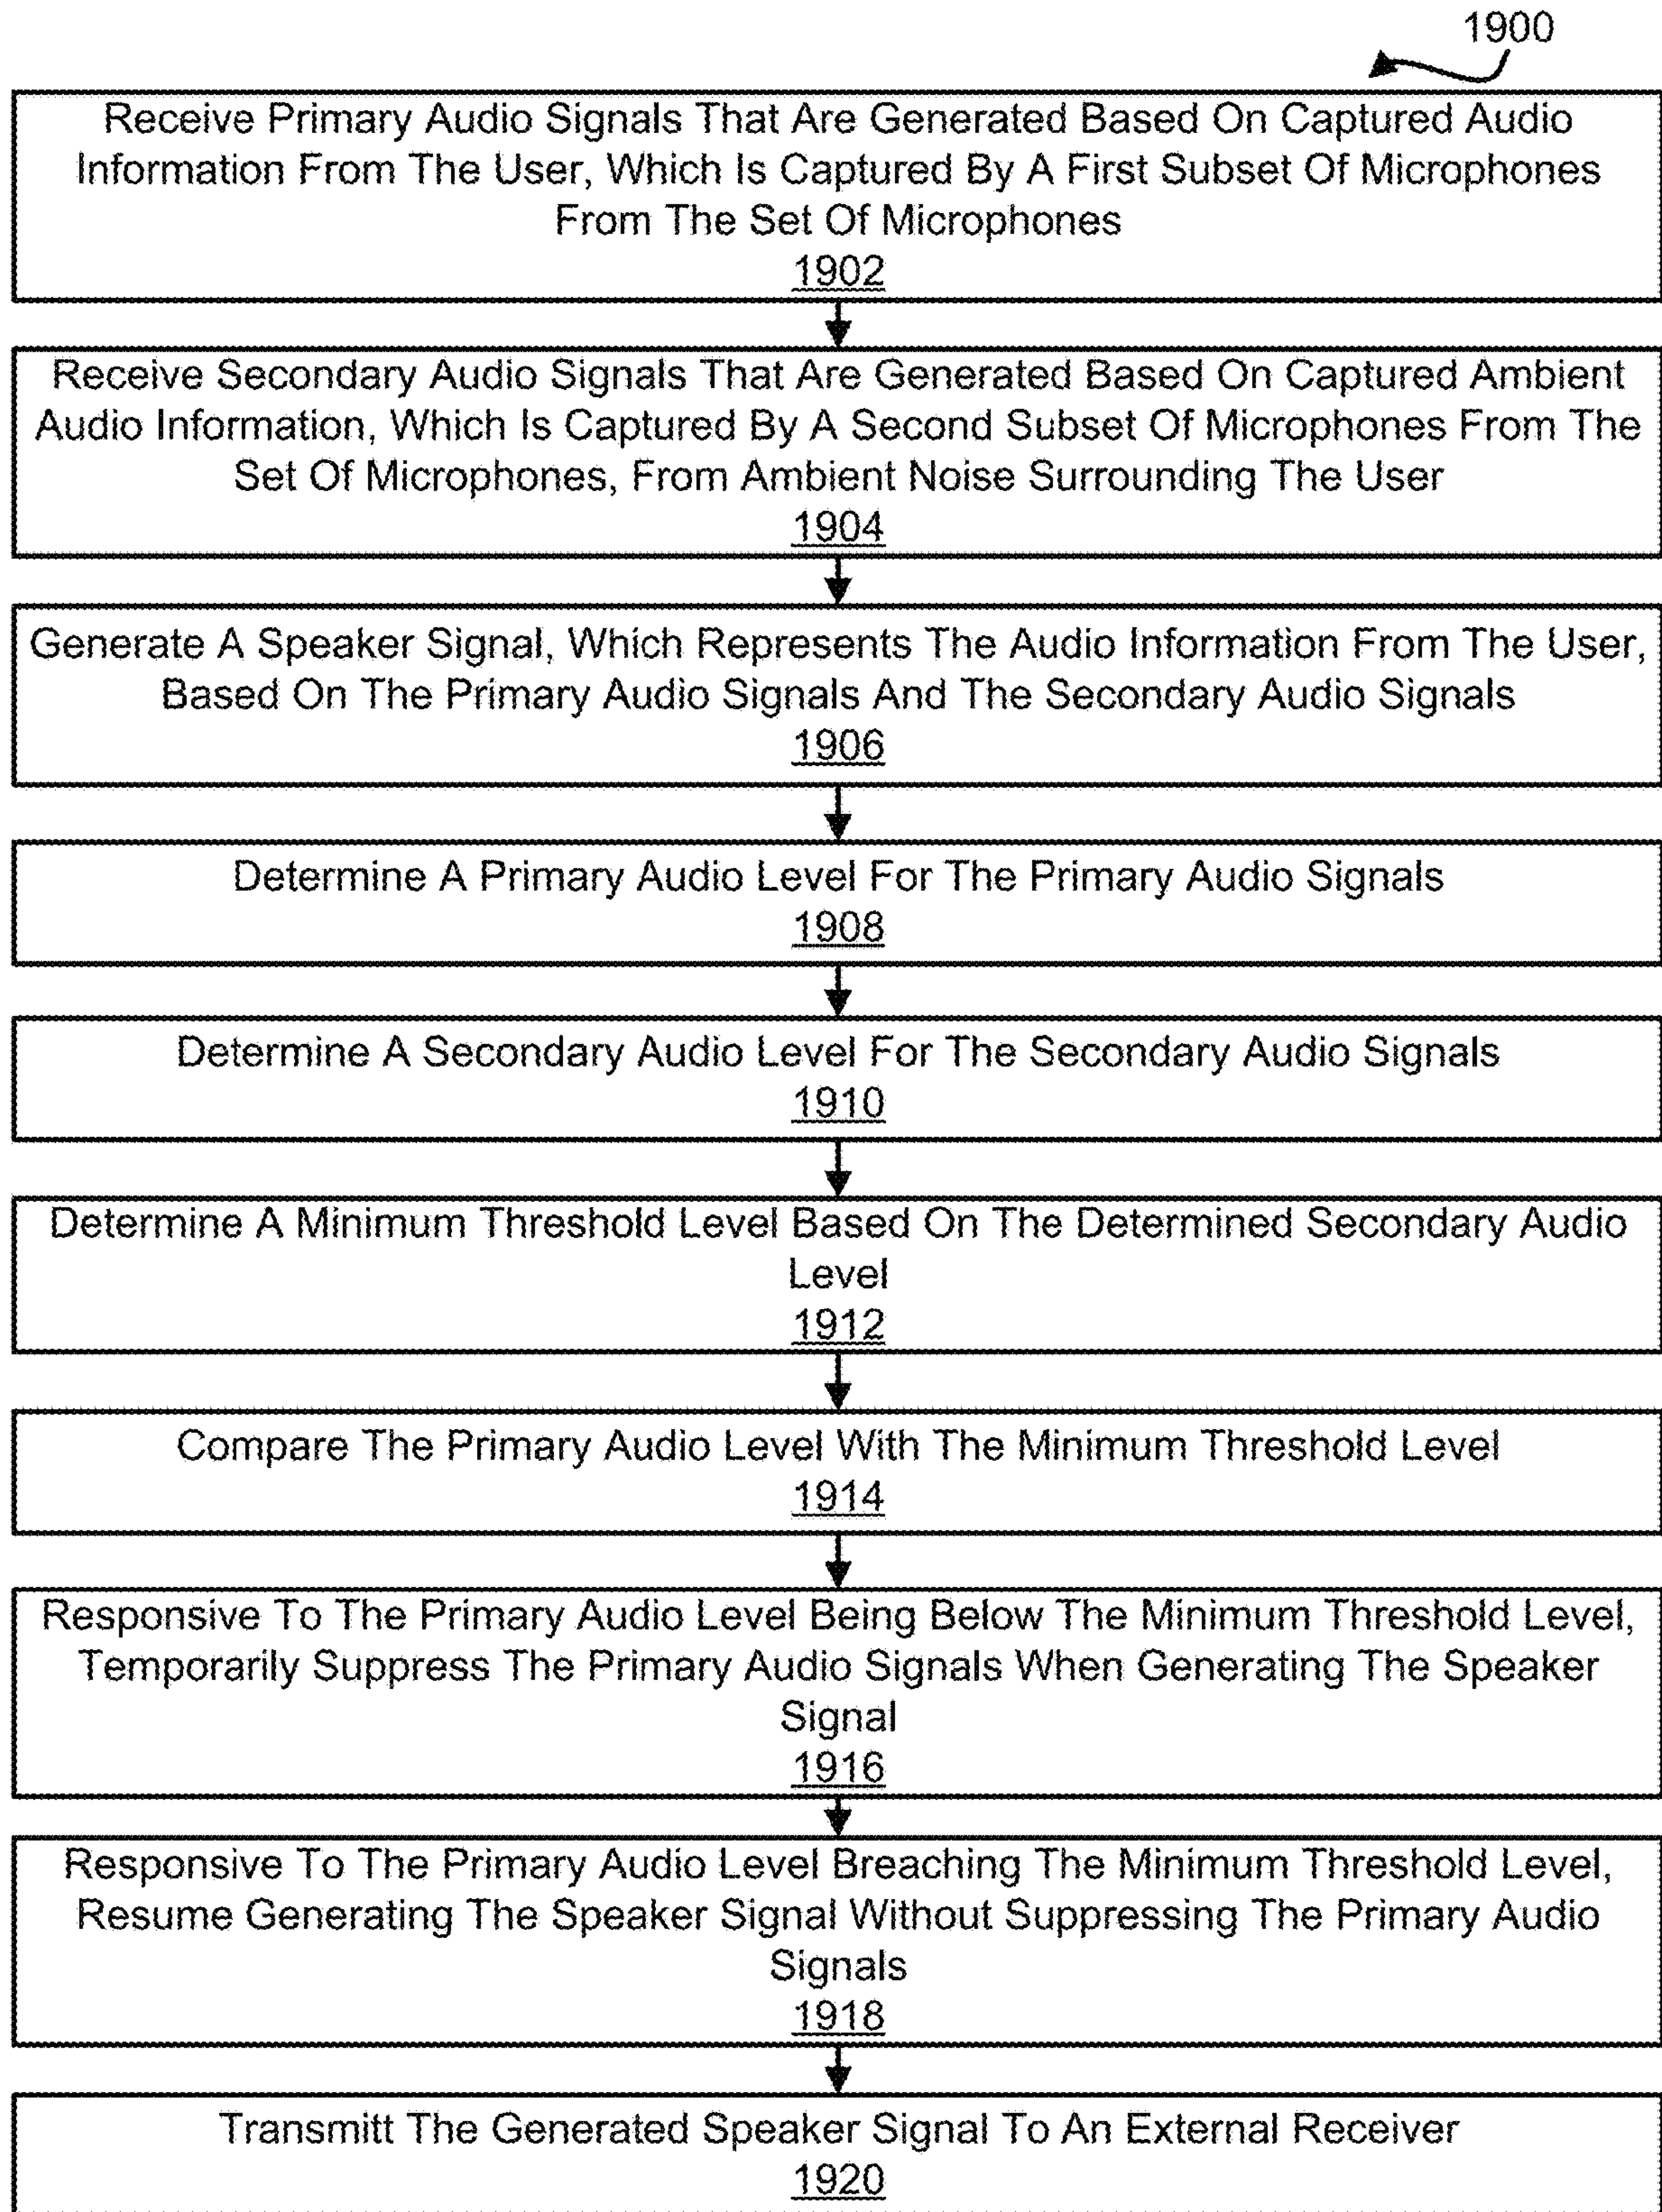 1900
Receive Primary Audio Signals That Are Generated Based On Captured Audio
Information From The User, Which Is Captured By A First Subset Of Microphones
From The Set Of Microphones
1902
Receive Secondary Audio Signals That Are Generated Based On Captured Ambient
Audio Information, Which Is Captured By A Second Subset Of Microphones From The
Set Of Microphones, From Ambient Noise Surrounding The User
1904
Generate A Speaker Signal, Which Represents The Audio Information From The User,
Based On The Primary Audio Signals And The Secondary Audio Signals
1906
Determine A Primary Audio Level For The Primary Audio Signals
1908
Determine A Secondary Audio Level For The Secondary Audio Signals
1910
Determine A Minimum Threshold Level Based On The Determined Secondary Audio
Level
1912
Compare The Primary Audio Level With The Minimum Threshold Level
1914
Responsive To The Primary Audio Level Being Below The Minimum Threshold Level,
Temporarily Suppress The Primary Audio Signals When Generating The Speaker
Signal
1916
Responsive To The Primary Audio Level Breaching The Minimum Threshold Level,
Resume Generating The Speaker Signal Without Suppressing The Primary Audio
Signals
1918
Transmitt The Generated Speaker Signal To An External Receiver
1920